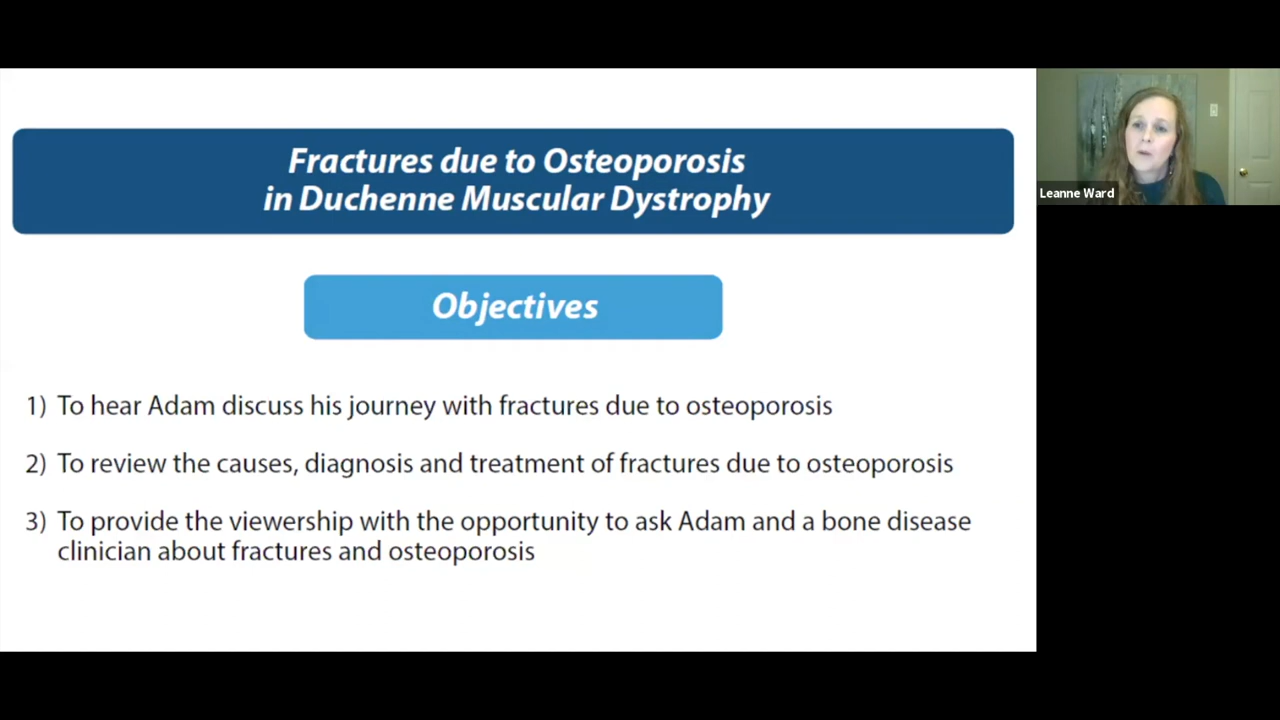 Fractures due to Osteoporosis
in Duchenne Muscular Dystrophy
Objectives
1) To hear Adam discuss his journey with fractures due to osteoporosis
2) To review the causes, diagnosis and treatment of fractures due to osteoporosis
3) To provide the viewership with the opportunity to ask Adam and a bone disease
clinician about fractures and osteoporosis
Leanne Ward